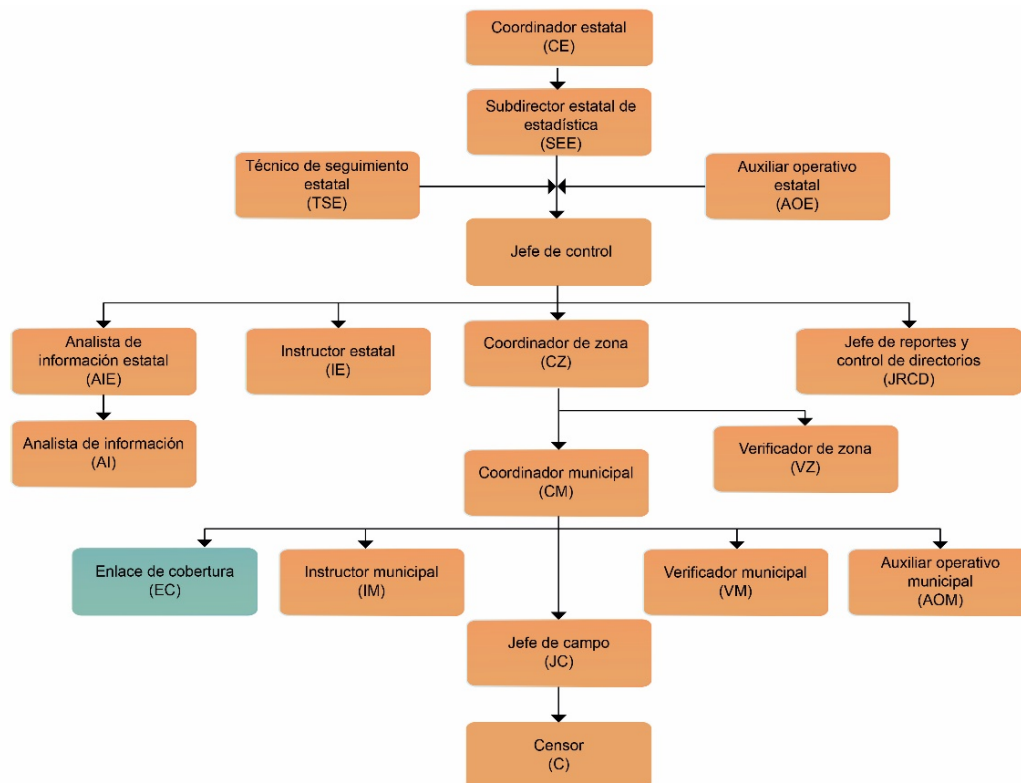 Coordinador estatal
(CE)
Subdirector estatal de
estadística
(SEE)
Técnico de seguimiento
estatal
(TSE)
Auxiliar operativo
estatal
(AOE)
Jefe de control
Analista de
información estatal
(AIE)
Instructor estatal
(IE)
Coordinador de zona
(CZ)
Jefe de reportes y
control de directorios
(JRCD)
Analista de información
(AI)
Verificador de zona
(VZ)
Coordinador municipal
(CM)
Enlace de cobertura
(EC)
Instructor municipal
(IM)
Verificador municipal
(VM)
Auxiliar operativo
municipal
(AOM)
Jefe de campo
(JC)
Censor
(C)